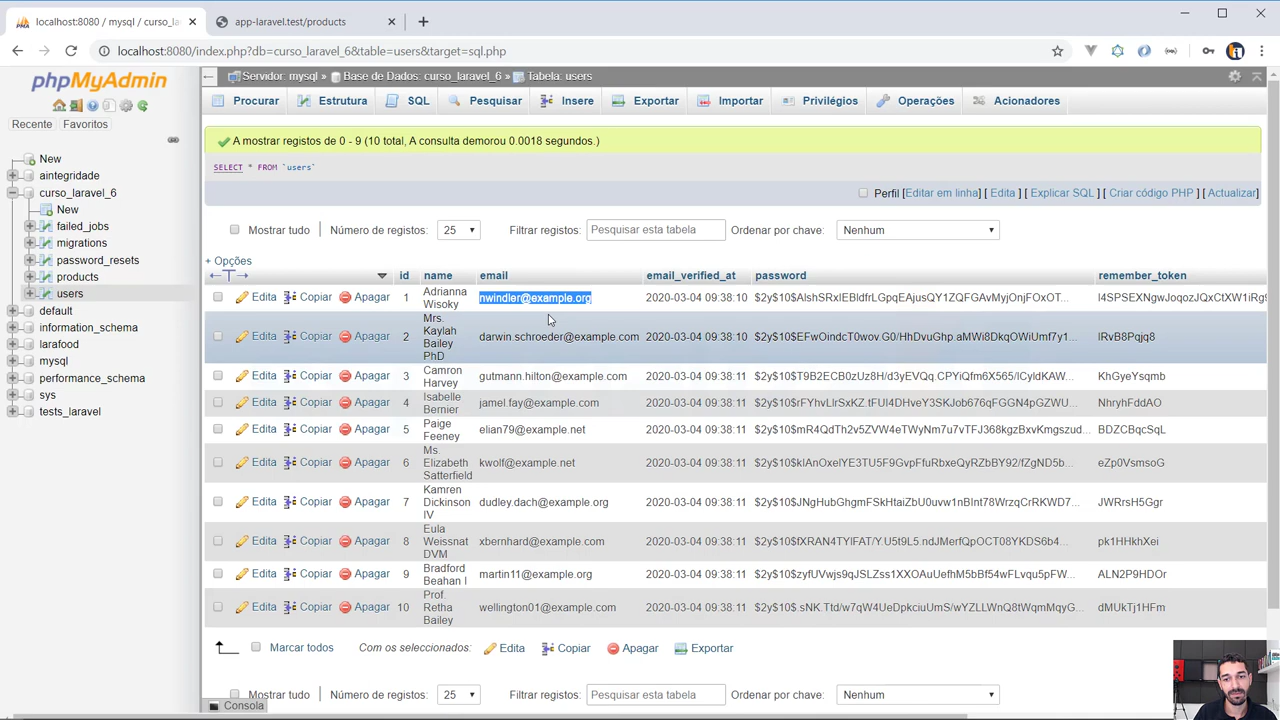 localhost:8080 / mysql / curso_la
app-laravel.test/products
localhost:8080/index.php?db=curso_laravel_6&table=users&target=sql.php
phpMyAdmin
Recente Favoritos
New
aintegridade
curso_laravel_6
New
failed_jobs
migrations
password_resets
products
users
default
information_schema
larafood
mysql
performance_schema
sys
tests_laravel
Servidor: mysql » Base de Dados: curso_laravel_6 » Tabela: users
Procurar Estrutura SQL Pesquisar Insere Exportar Importar Privilégios Operações Acionadores
A mostrar registos de 0 - 9 (10 total, A consulta demorou 0.0018 segundos.)
SELECT * FROM `users`
Perfil [Editar em linha] [ Edita ] [ Explicar SQL ] [ Criar código PHP ] [ Actualizar]
Mostrar tudo Número de registos: 25 Filtrar registos: Pesquisar esta tabela Ordenar por chave: Nenhum
+ Opções
id name email email_verified_at password remember_token
Edita Copiar Apagar 1 Adrianna Wisoky nwindler@example.org 2020-03-04 09:38:10
Edita Copiar Apagar 2 Mrs. Kaylah Bailey PhD darwin.schroeder@example.com 2020-03-04 09:38:10 lRvB8Pqjq8
Edita Copiar Apagar 3 Camron Harvey gutmann.hilton@example.com 2020-03-04 09:38:11 KhGyeYsqmb
Edita Copiar Apagar 4 Isabelle Bernier jamel.fay@example.com 2020-03-04 09:38:11 NhryhFddAO
Edita Copiar Apagar 5 Paige Feeney elian79@example.net 2020-03-04 09:38:11 BDZCBqcSqL
Edita Copiar Apagar 6 Ms. Elizabeth Satterfield kwolf@example.net 2020-03-04 09:38:11 eZp0VsmsoG
Edita Copiar Apagar 7 Kamren Dickinson IV dudley.dach@example.org 2020-03-04 09:38:11 JWRrsH5Ggr
Edita Copiar Apagar 8 Eula Weissnat DVM xbernhard@example.com 2020-03-04 09:38:11 pk1HHkhXei
Edita Copiar Apagar 9 Bradford Beahan I martin11@example.org 2020-03-04 09:38:11 ALN2P9HDOr
Edita Copiar Apagar 10 Prof. Retha Bailey wellington01@example.com 2020-03-04 09:38:11 dMUkTj1HFm
Marcar todos Com os seleccionados: Edita Copiar Apagar Exportar
Mostrar tudo Número de registos: 25 Filtrar registos: Pesquisar esta tabela Ordenar por chave: Nenhum
Consola